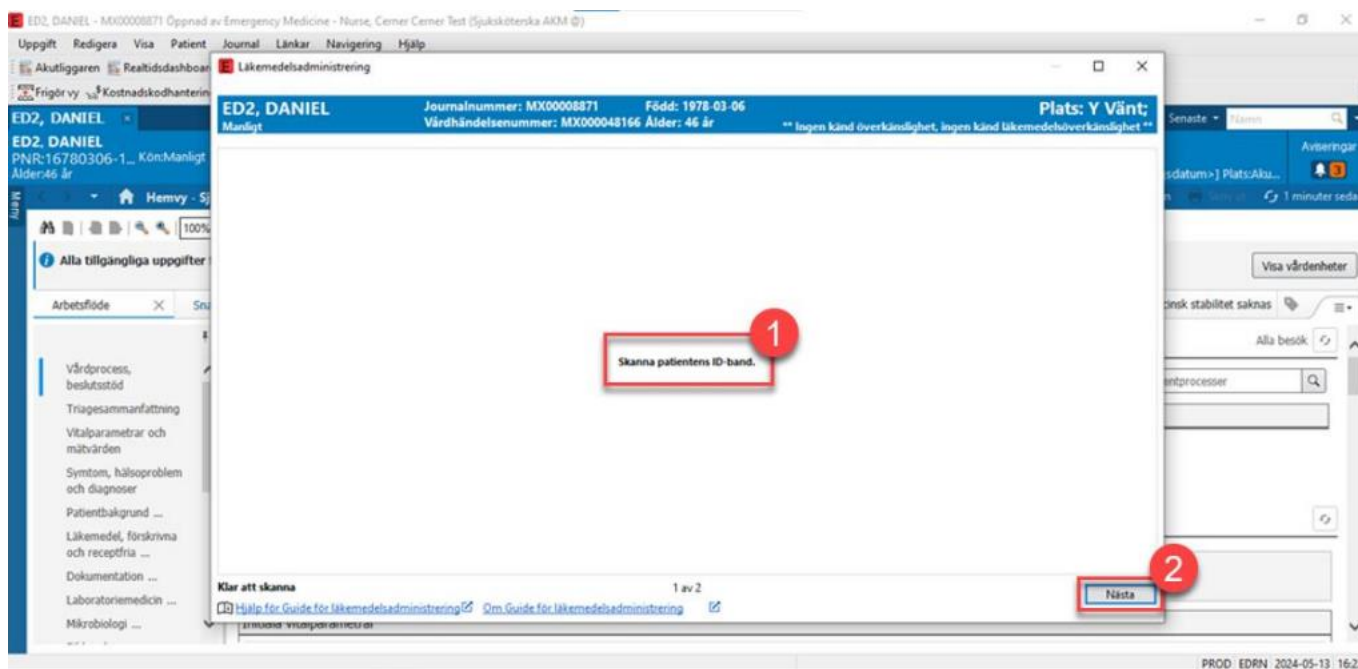 ED2, DANIEL - MX00008871 Öppnad av Emergency Medicine - Nurse, Cerner Cerner Test (Sjuksköterska AKM @)
Uppgift Redigera Visa Patient Journal Länkar Navigering Hjälp
Akutliggaren Realtidsdashboar
Läkemedelsadministrering
Frigör vy Kostnadskodhanterin
ED2, DANIEL
Manligt
Journalnummer: MX00008871 Född: 1978-03-06
Vårdhändelsenummer: MX000048166 Ålder: 46 år
Plats: Y Vänt;
** Ingen känd överkänslighet, ingen känd läkemedelsöverkänslighet **
ED2, DANIEL
Senaste Namn
ED2, DANIEL
PNR:16780306-1... Kön:Manligt
Ålder:46 år
Aviseringar
sdatum>] Plats:Aku...
3
Meny
Hemvy - Sj
1 minuter seda
100%
Alla tillgängliga uppgifter
Visa vårdenheter
Arbetsflöde
Sna
cinsk stabilitet saknas
Alla besök
entprocesser
Vårdprocess,
beslutsstöd
Triagesammanfattning
Vitalparametrar och
mätvärden
Symtom, hälsoproblem
och diagnoser
Patientbakgrund ...
Läkemedel, förskrivna
och receptfria ...
Dokumentation ...
Laboratoriemedicin ...
Mikrobiologi ...
1
Skanna patientens ID-band.
2
Klar att skanna
1 av 2
Nästa
Hjälp för Guide för läkemedelsadministrering Om Guide för läkemedelsadministrering
Initiala vitalparametrar
PROD EDRN 2024-05-13 16:2